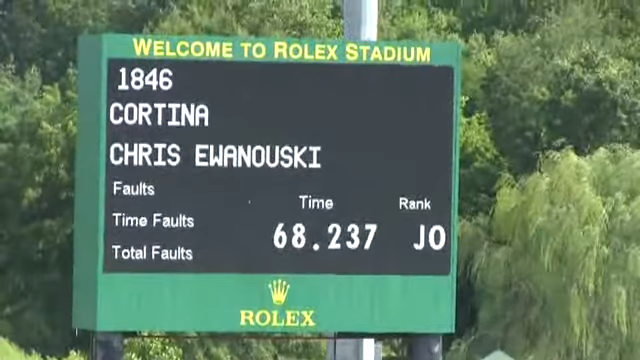 WELCOME TO ROLEX STADIUM
1846
CORTINA
CHRIS EWANOUSKI
Faults
Time Rank
Time Faults
68.237 JO
Total Faults
ROLEX